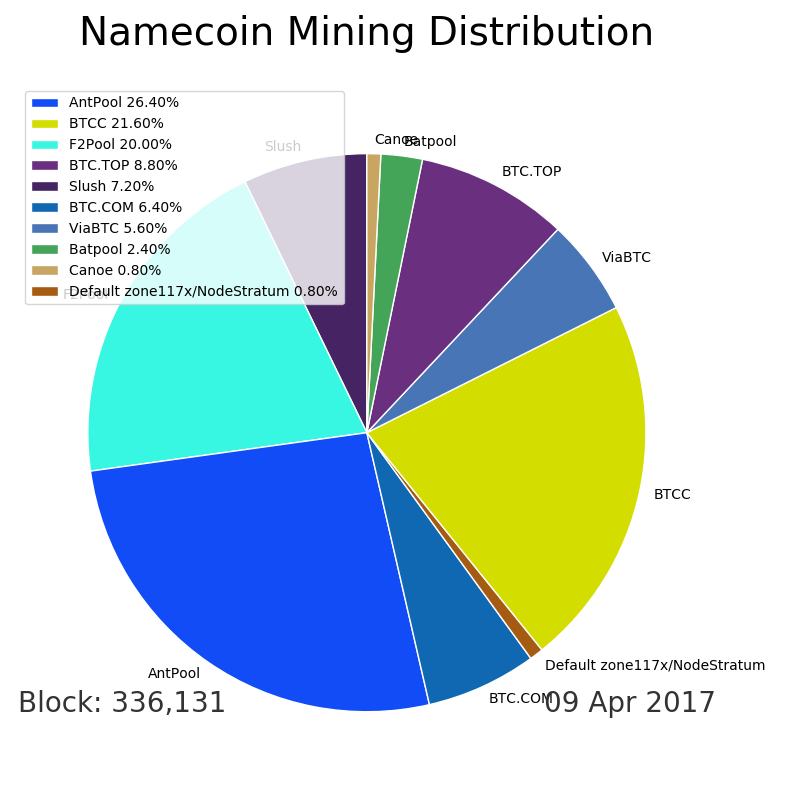 Namecoin Mining Distribution
AntPool 26.40%
BTCC 21.60%
F2Pool 20.00%
BTC.TOP 8.80%
Slush 7.20%
BTC.COM 6.40%
ViaBTC 5.60%
Batpool 2.40%
Canoe 0.80%
Default zone117x/NodeStratum 0.80%
Canoe
Batpool
Slush
BTC.TOP
ViaBTC
F2Pool
BTCC
Default zone117x/NodeStratum
AntPool
BTC.COM
Block: 336,131
09 Apr 2017